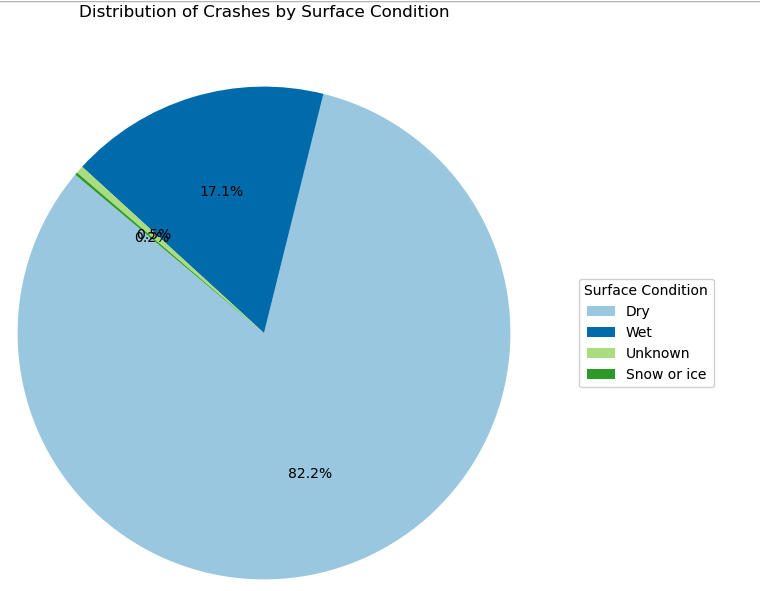 Distribution of Crashes by Surface Condition
17.1%
0.5%
0.2%
82.2%
Surface Condition
Dry
Wet
Unknown
Snow or ice